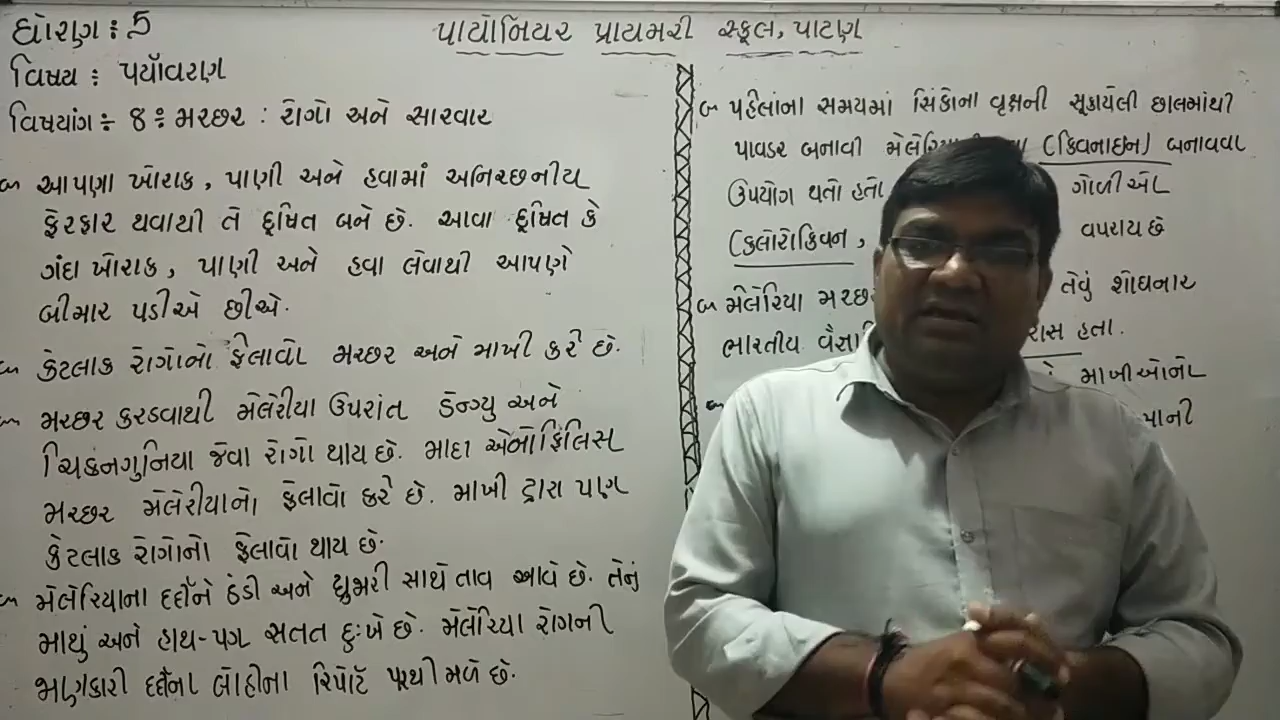 ધોરણ : 5
પાયોનિયર પ્રાયમરી સ્કૂલ, પાટણ
વિષય : પર્યાવરણ
વિષયાંગ ÷ 8 : મચ્છર : રોગો અને સારવાર
આપણા ખોરાક, પાણી અને હવામાં અનિચ્છનીય
ફેરફાર થવાથી તે દૂષિત બને છે. આવા દૂષિત કે
ગંદા ખોરાક, પાણી અને હવા લેવાથી આપણે
બીમાર પડીએ છીએ.
કેટલાક રોગોનો ફેલાવો મચ્છર અને માખી કરે છે.
મચ્છર કરડવાથી મેલેરીયા ઉપરાંત ડેન્ગ્યુ અને
ચિકનગુનિયા જેવા રોગો થાય છે. માદા એનોફિલિસ
મચ્છર મેલેરીયાનો ફેલાવો કરે છે. માખી દ્વારા પણ
કેટલાક રોગોનો ફેલાવો થાય છે.
મેલેરિયાના દર્દીને ઠંડી અને ધ્રુજારી સાથે તાવ આવે છે. તેનું
માથું અને હાથ-પગ સતત દુઃખે છે. મેલેરિયા રોગની
જાણકારી દર્દીના લોહીના રિપોર્ટ પરથી મળે છે.
પહેલાંના સમયમાં સિંકોના વૃક્ષની સૂકાયેલી છાલમાંથી
પાવડર બનાવી (ક્વિનાઇન) બનાવવા
ઉપયોગ થતો હતો ગોળીઓ
(ક્લોરોક્વિન, વપરાય છે
મેલેરિયા તેવું શોધનાર
ભારતીય હતા.
માખીઓને